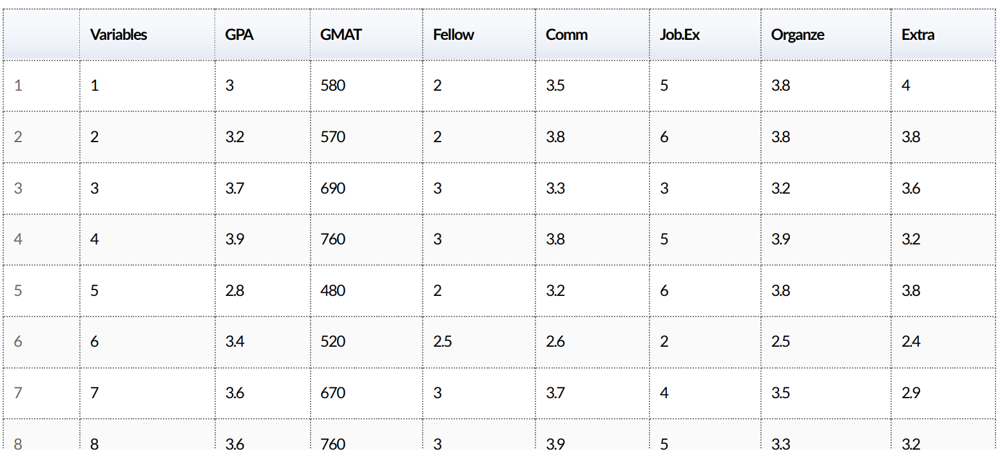 Variables GPA GMAT Fellow Comm Job.Ex Organze Extra
1 1 3 580 2 3.5 5 3.8 4
2 2 3.2 570 2 3.8 6 3.8 3.8
3 3 3.7 690 3 3.3 3 3.2 3.6
4 4 3.9 760 3 3.8 5 3.9 3.2
5 5 2.8 480 2 3.2 6 3.8 3.8
6 6 3.4 520 2.5 2.6 2 2.5 2.4
7 7 3.6 670 3 3.7 4 3.5 2.9
8 8 3.6 760 3 3.9 5 3.3 3.2